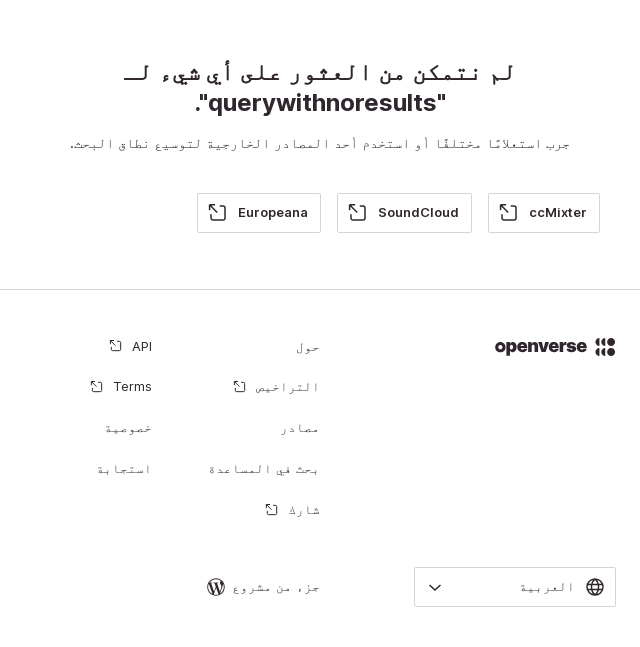 لم نتمكن من العثور على أي شيء لـ
"querywithnoresults".
جرب استعلامًا مختلفًا أو استخدم أحد المصادر الخارجية لتوسيع نطاق البحث.
ccMixter
SoundCloud
Europeana
openverse
حول
API
التراخيص
Terms
مصادر
خصوصية
بحث في المساعدة
استجابة
شارك
العربية
جزء من مشروع